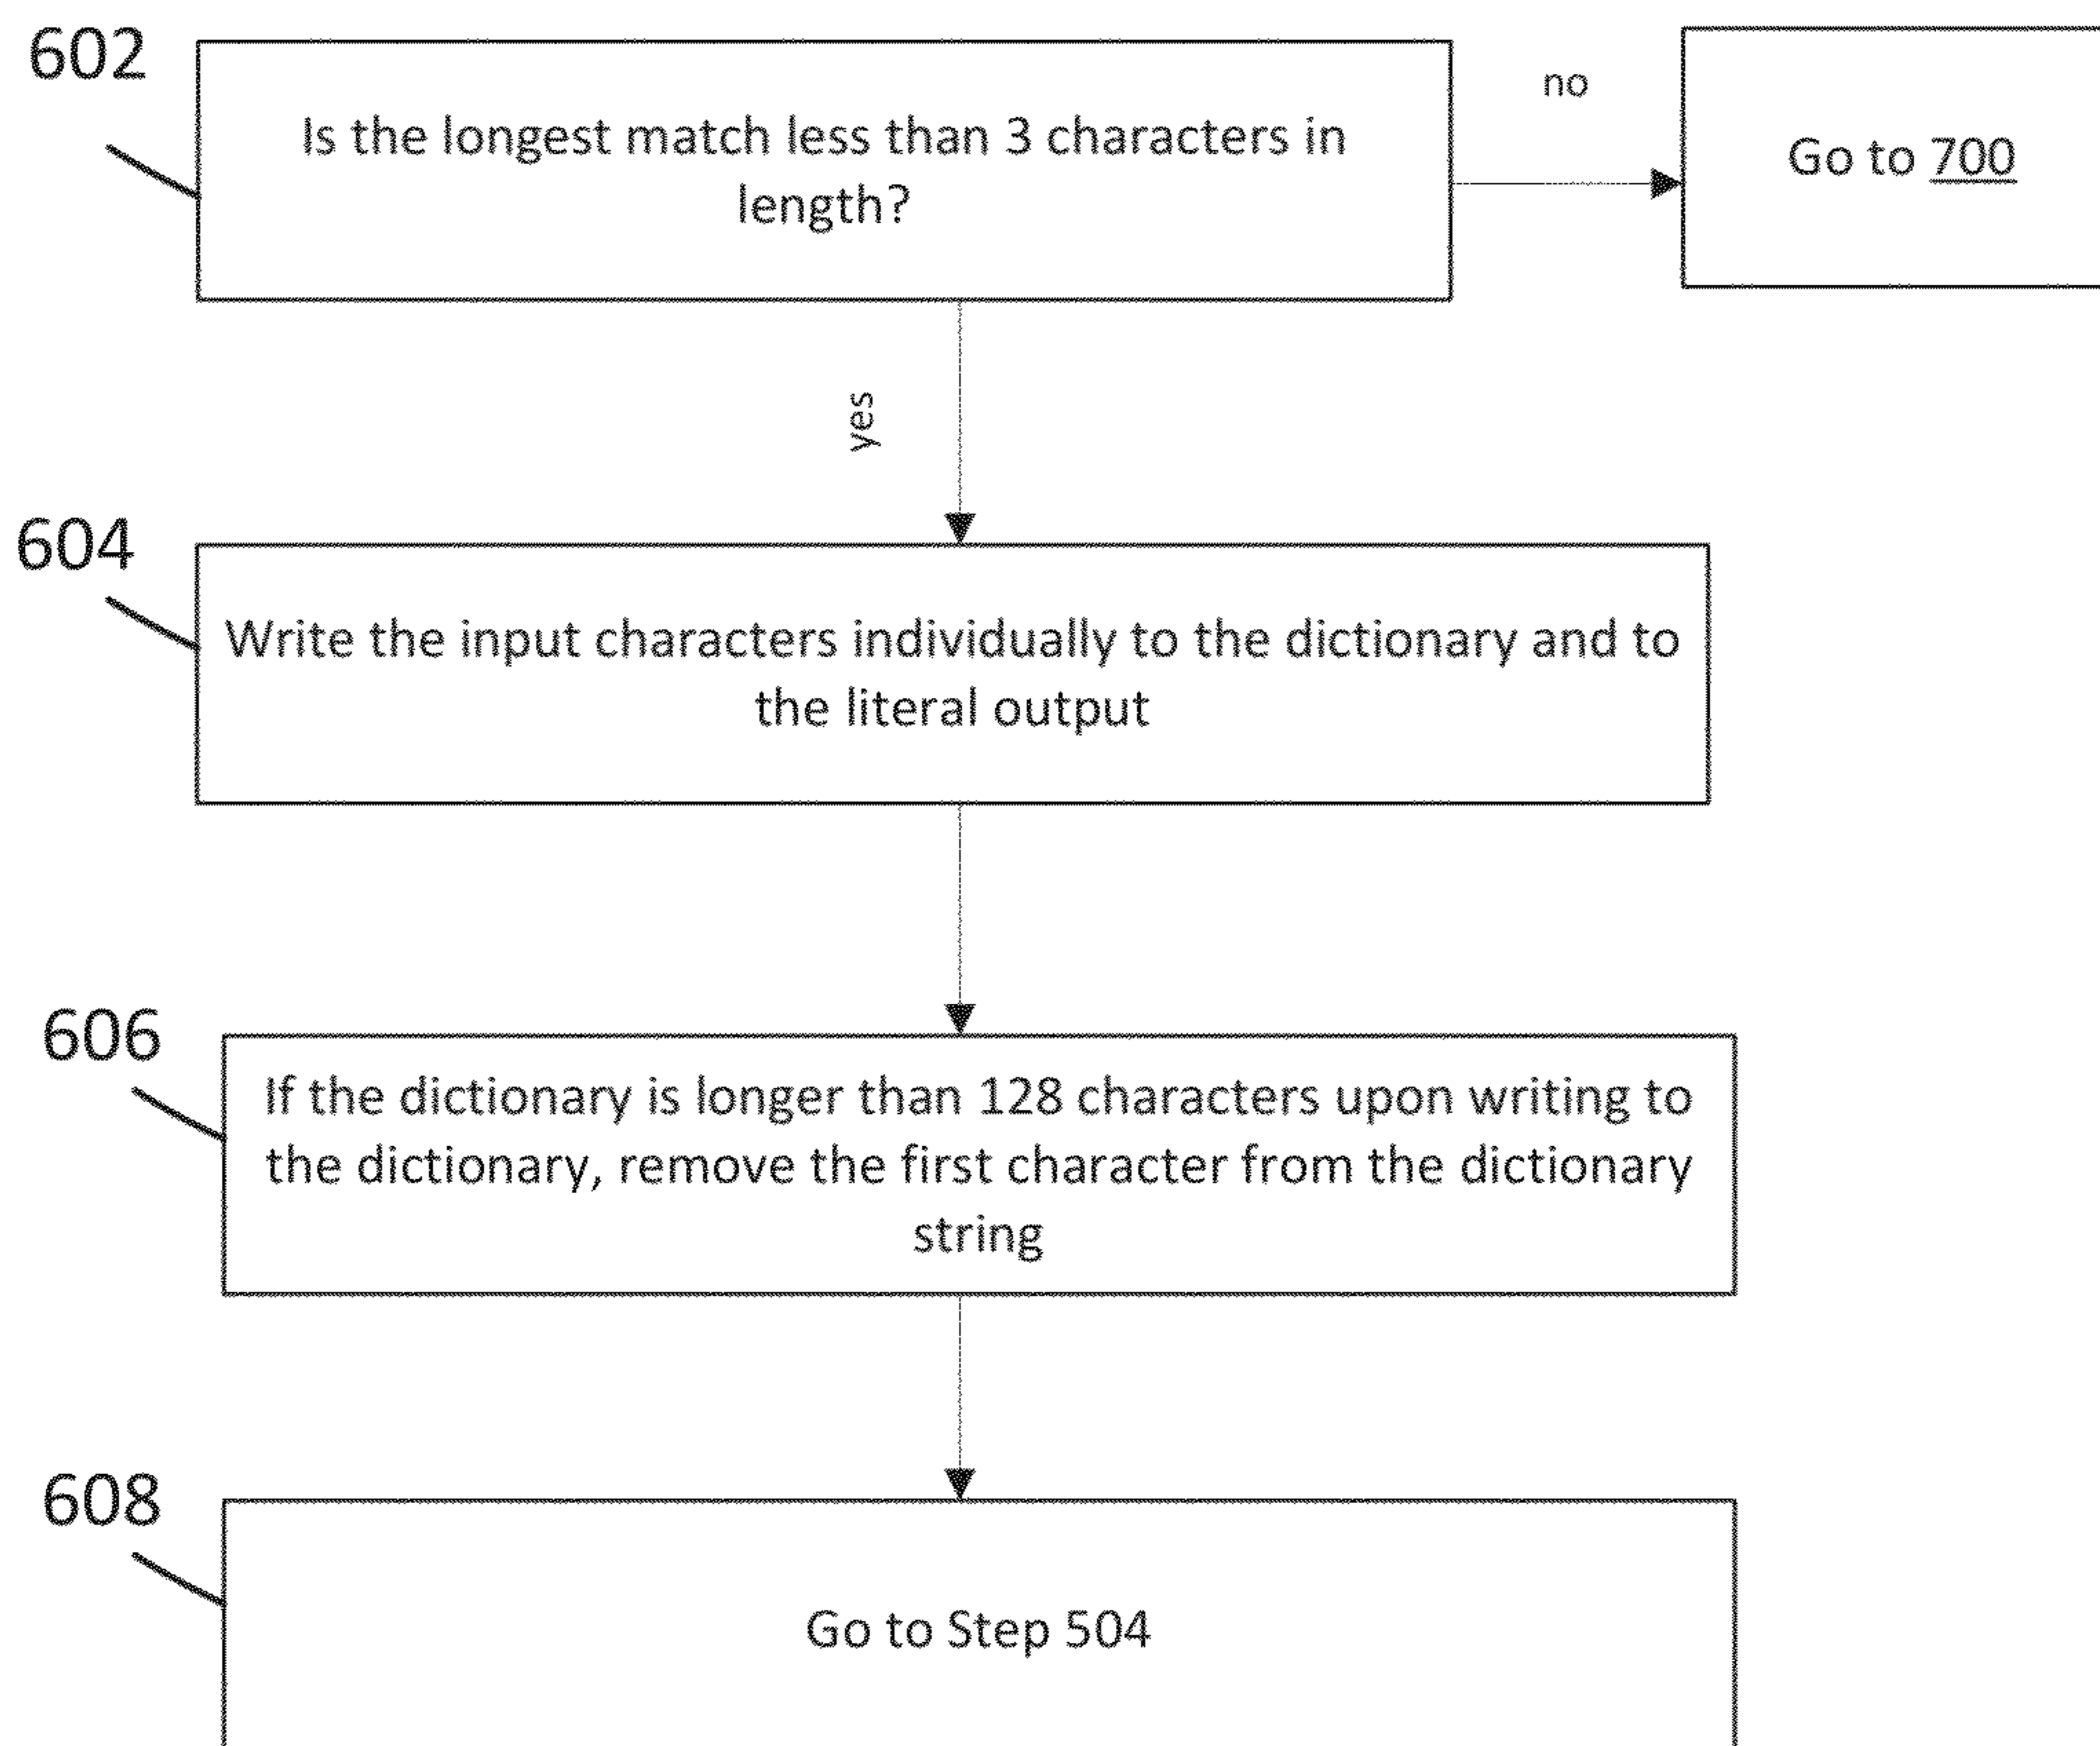 602
Is the longest match less than 3 characters in
length?
no
Go to 700
yes
604
Write the input characters individually to the dictionary and to
the literal output
606
If the dictionary is longer than 128 characters upon writing to
the dictionary, remove the first character from the dictionary
string
608
Go to Step 504